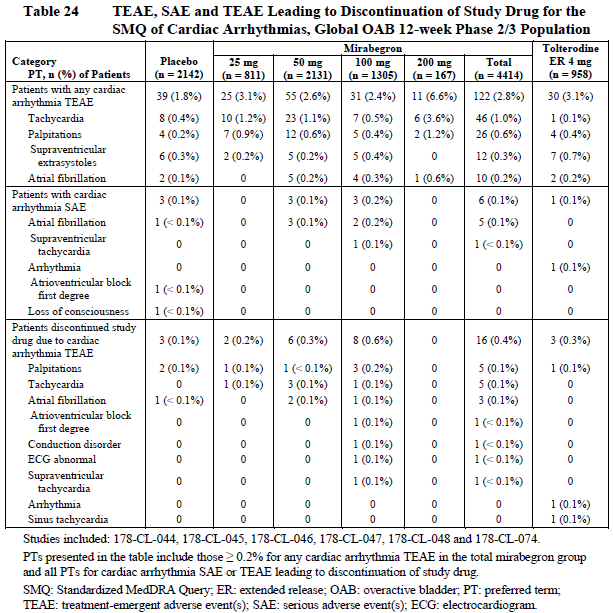 Table 24 TEAE, SAE and TEAE Leading to Discontinuation of Study Drug for the
SMQ of Cardiac Arrhythmias, Global OAB 12-week Phase 2/3 Population
Category
PT, n (%) of Patients
Placebo
(n = 2142)
Mirabegron
25 mg
(n = 811)
50 mg
(n = 2131)
100 mg
(n = 1305)
200 mg
(n = 167)
Total
(n = 4414)
Tolterodine
ER 4 mg
(n = 958)
Patients with any cardiac
arrhythmia TEAE 39 (1.8%) 25 (3.1%) 55 (2.6%) 31 (2.4%) 11 (6.6%) 122 (2.8%) 30 (3.1%)
Tachycardia 8 (0.4%) 10 (1.2%) 23 (1.1%) 7 (0.5%) 6 (3.6%) 46 (1.0%) 1 (0.1%)
Palpitations 4 (0.2%) 7 (0.9%) 12 (0.6%) 5 (0.4%) 2 (1.2%) 26 (0.6%) 4 (0.4%)
Supraventricular
extrasystoles 6 (0.3%) 2 (0.2%) 5 (0.2%) 5 (0.4%) 0 12 (0.3%) 7 (0.7%)
Atrial fibrillation 2 (0.1%) 0 5 (0.2%) 4 (0.3%) 1 (0.6%) 10 (0.2%) 2 (0.2%)
Patients with cardiac
arrhythmia SAE 3 (0.1%) 0 3 (0.1%) 3 (0.2%) 0 6 (0.1%) 1 (0.1%)
Atrial fibrillation 1 (< 0.1%) 0 3 (0.1%) 2 (0.2%) 0 5 (0.1%) 0
Supraventricular
tachycardia 0 0 0 1 (0.1%) 0 1 (< 0.1%) 0
Arrhythmia 0 0 0 0 0 0 1 (0.1%)
Atrioventricular block
first degree 1 (< 0.1%) 0 0 0 0 0 0
Loss of consciousness 1 (< 0.1%) 0 0 0 0 0 0
Patients discontinued study
drug due to cardiac
arrhythmia TEAE 3 (0.1%) 2 (0.2%) 6 (0.3%) 8 (0.6%) 0 16 (0.4%) 3 (0.3%)
Palpitations 2 (0.1%) 1 (0.1%) 1 (< 0.1%) 3 (0.2%) 0 5 (0.1%) 1 (0.1%)
Tachycardia 0 1 (0.1%) 3 (0.1%) 1 (0.1%) 0 5 (0.1%) 0
Atrial fibrillation 1 (< 0.1%) 0 2 (0.1%) 1 (0.1%) 0 3 (0.1%) 0
Atrioventricular block
first degree 0 0 0 1 (0.1%) 0 1 (< 0.1%) 0
Conduction disorder 0 0 0 1 (0.1%) 0 1 (< 0.1%) 0
ECG abnormal 0 0 0 1 (0.1%) 0 1 (< 0.1%) 0
Supraventricular
tachycardia 0 0 0 1 (0.1%) 0 1 (< 0.1%) 0
Arrhythmia 0 0 0 0 0 0 1 (0.1%)
Sinus tachycardia 0 0 0 0 0 0 1 (0.1%)
Studies included: 178-CL-044, 178-CL-045, 178-CL-046, 178-CL-047, 178-CL-048 and 178-CL-074.
PTs presented in the table include those ≥ 0.2% for any cardiac arrhythmia TEAE in the total mirabegron group
and all PTs for cardiac arrhythmia SAE or TEAE leading to discontinuation of study drug.
SMQ: Standardized MedDRA Query; ER: extended release; OAB: overactive bladder; PT: preferred term;
TEAE: treatment-emergent adverse event(s); SAE: serious adverse event(s); ECG: electrocardiogram.